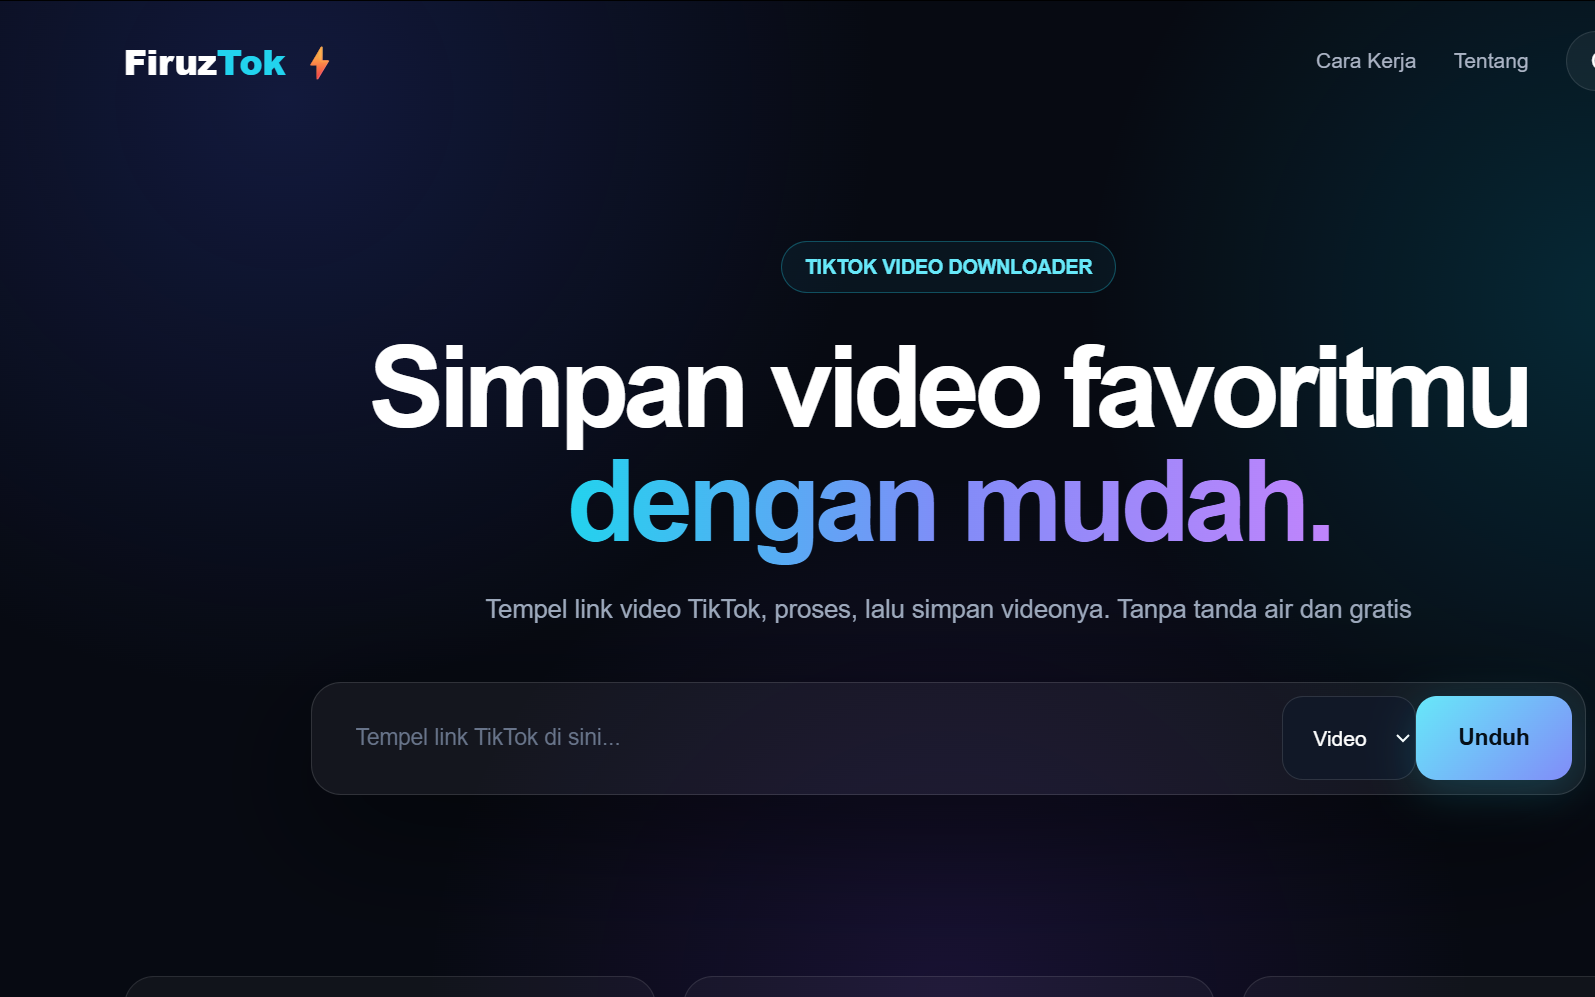 FiruzTok
Cara Kerja
Tentang
TIKTOK VIDEO DOWNLOADER
Simpan video favoritmu
dengan mudah.
Tempel link video TikTok, proses, lalu simpan videonya. Tanpa tanda air dan gratis
Tempel link TikTok di sini...
Video
Unduh